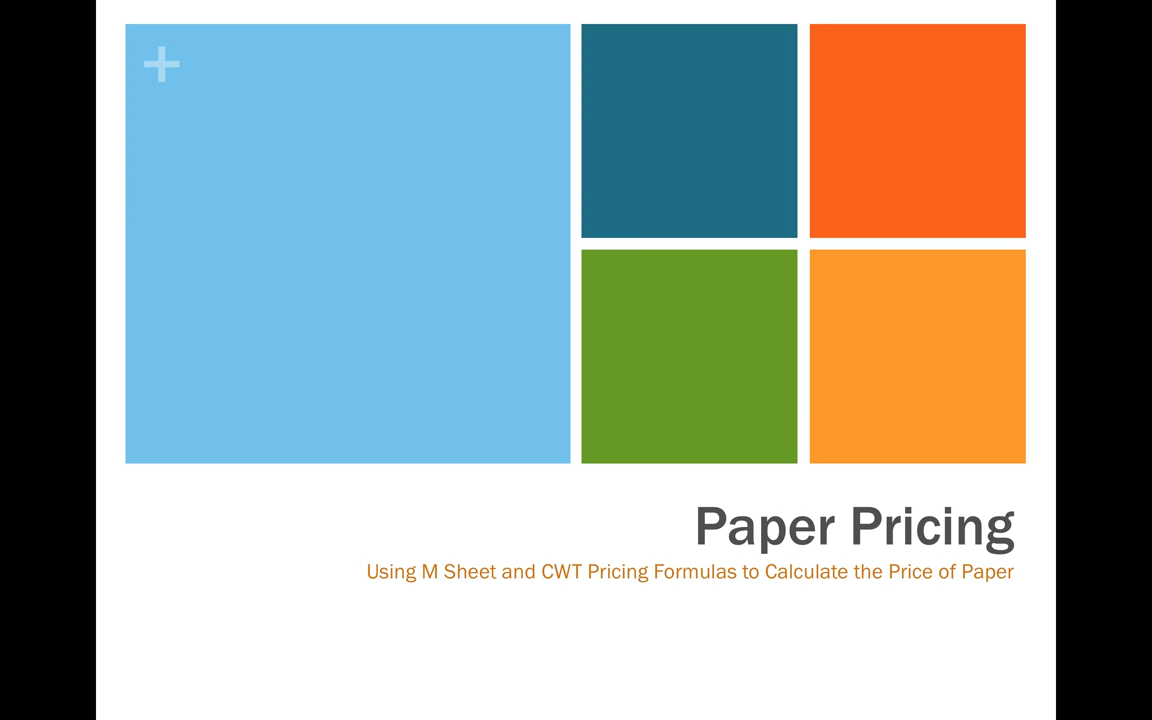 +
Paper Pricing
Using M Sheet and CWT Pricing Formulas to Calculate the Price of Paper